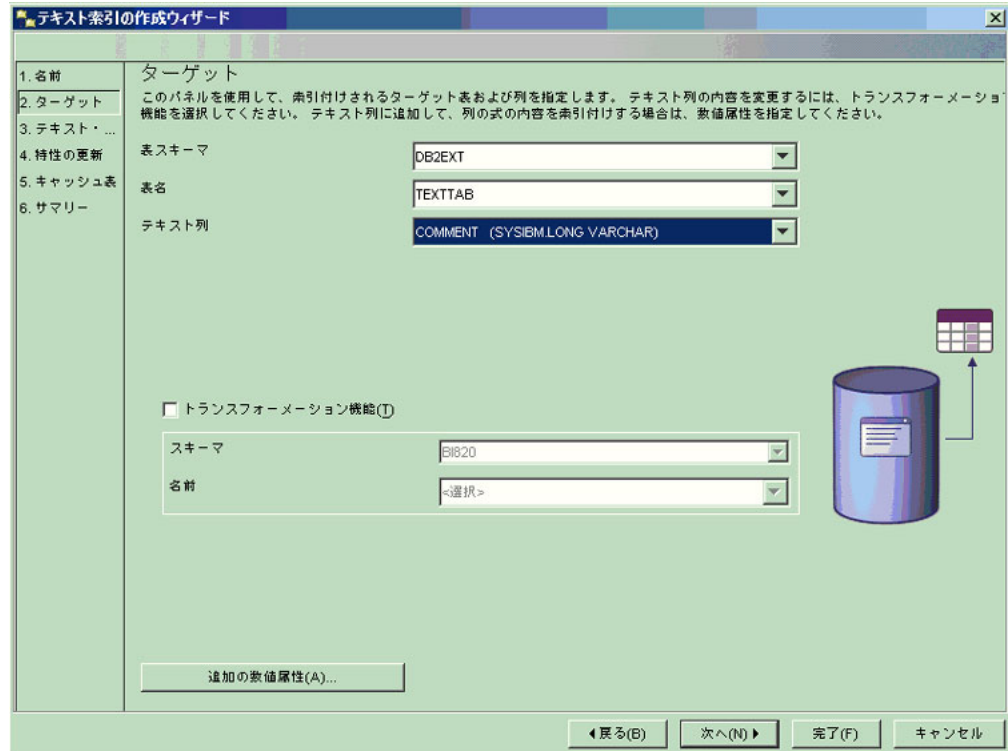 テキスト索引の作成ウィザード
1. 名前
2. ターゲット
3. テキスト・...
4. 特性の更新
5. キャッシュ表
6. サマリー
ターゲット
このパネルを使用して、索引付けされるターゲット表および列を指定します。 テキスト列の内容を変更するには、トランスフォーメーショ
機能を選択してください。 テキスト列に追加して、列の式の内容を索引付けする場合は、数値属性を指定してください。
表スキーマ
DB2EXT
表名
TEXTTAB
テキスト列
COMMENT (SYSIBM.LONG VARCHAR)
トランスフォーメーション機能(T)
スキーマ
BI820
名前
<選択>
追加の数値属性(A)...
戻る(B)
次へ(N)
完了(F)
キャンセル